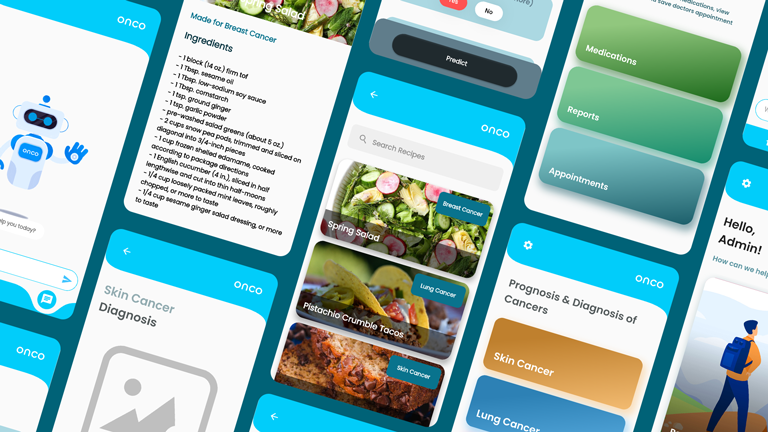 onco
onco
elp you today?
onco
Spring Salad
Made for Breast Cancer
Ingredients
- 1 block (14 oz.) firm tof
- 1 Tbsp. sesame oil
- 1 Tbsp. low-sodium soy sauce
- 1 Tbsp. cornstarch
- 1 tsp. ground ginger
- 1 tsp. garlic powder
- pre-washed salad greens (about 5 oz.)
- 2 cups snow pea pods, trimmed and sliced on
diagonal into 3/4-inch pieces
- 1 cup frozen shelled edamame, cooked
according to package directions
- 1 English cucumber (4 in.), sliced in half
lengthwise and cut into thin half-moons
- 1/4 cup loosely packed mint leaves, roughly
chopped, or more to taste
- 1/4 cup sesame ginger salad dressing, or more
to taste
onco
Skin Cancer
Diagnosis
more)
Yes
No
Predict
onco
Search Recipes
Breast Cancer
Spring Salad
Lung Cancer
Pistachio Crumble Tacos
Skin Cancer
onco
medications, view
nd save doctors appointment
Medications
Reports
Appointments
onco
Prognosis & Diagnosis of
Cancers
Skin Cancer
Lung Cancer
Hello,
Admin!
How can we help